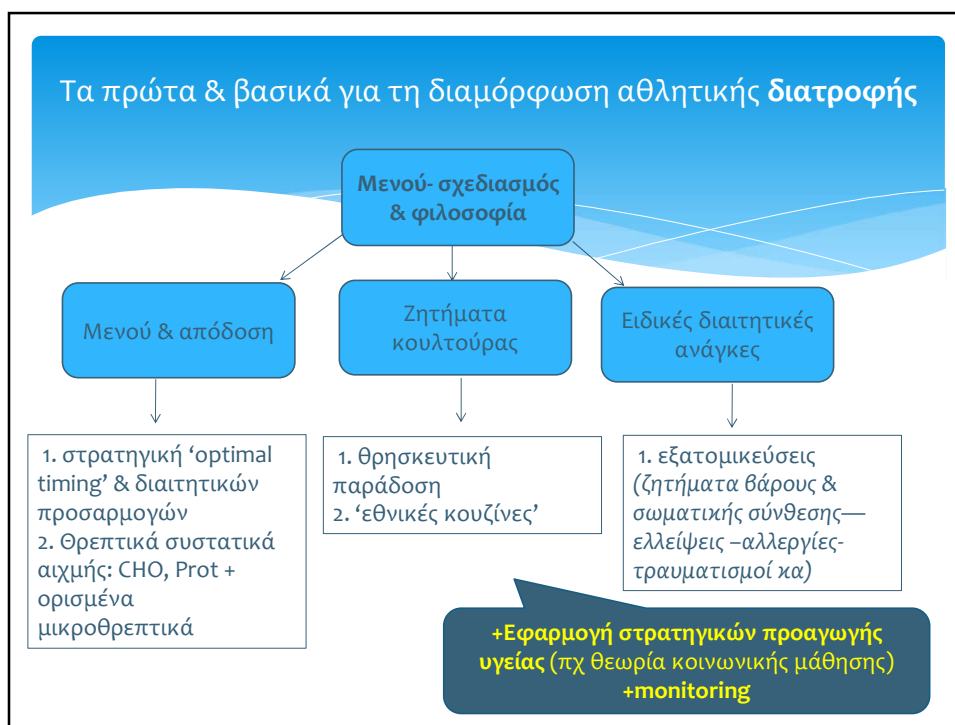 Τα πρώτα & βασικά για τη διαμόρφωση αθλητικής διατροφής
Μενού- σχεδιασμός
& φιλοσοφία
Μενού & απόδοση
Ζητήματα
κουλτούρας
Ειδικές διαιτητικές
ανάγκες
1. στρατηγική ‘optimal
timing’ & διαιτητικών
προσαρμογών
2. Θρεπτικά συστατικά
αιχμής: CHO, Prot +
ορισμένα
μικροθρεπτικά
1. θρησκευτική
παράδοση
2. ‘εθνικές κουζίνες’
1. εξατομικεύσεις
(ζητήματα βάρους &
σωματικής σύνθεσης—
ελλείψεις –αλλεργίες-
τραυματισμοί κα)
+Εφαρμογή στρατηγικών προαγωγής
υγείας (πχ θεωρία κοινωνικής μάθησης)
+monitoring